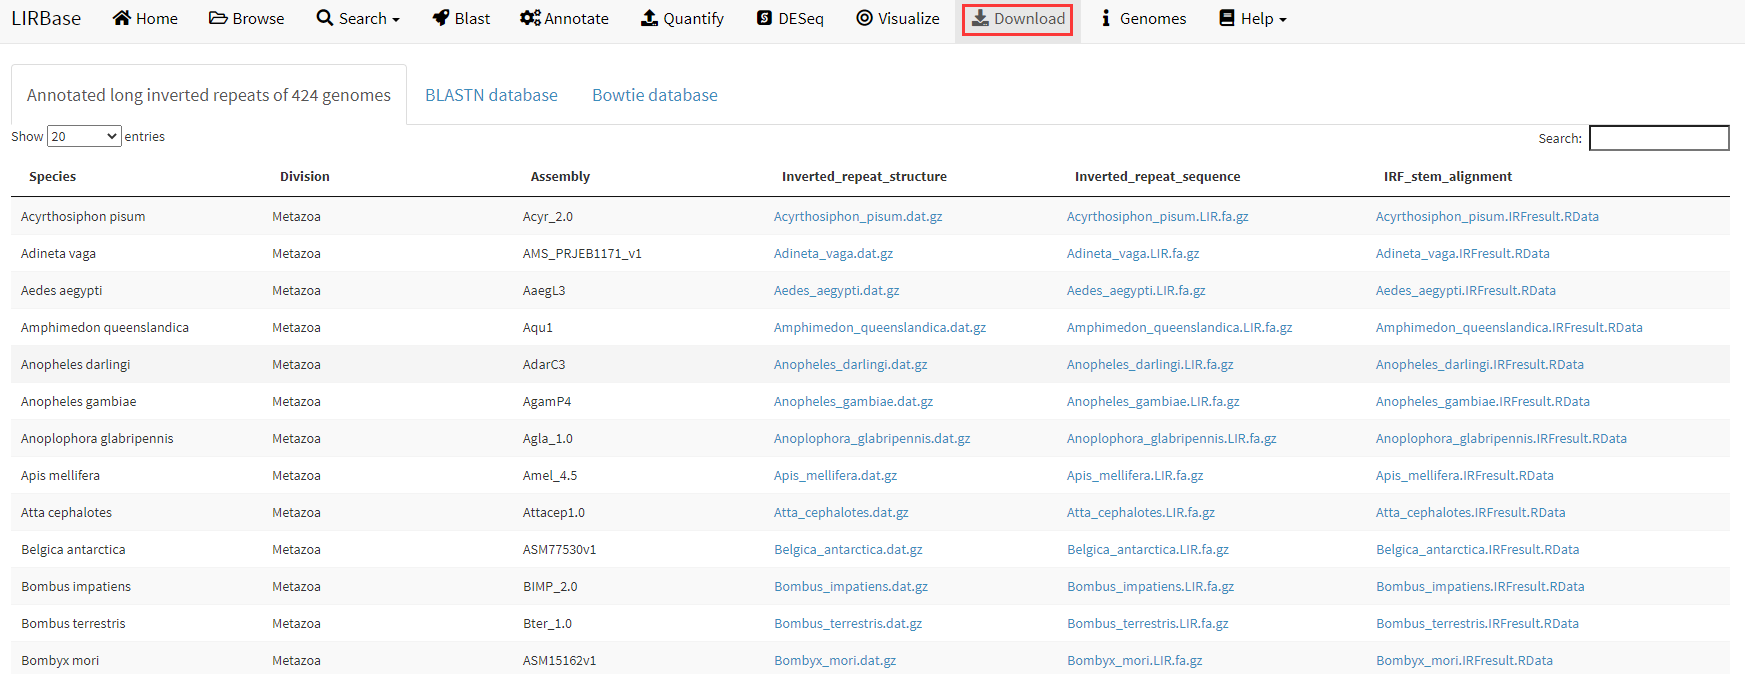 LIRBase Home Browse Search Blast Annotate Quantify DESeq Visualize Download Genomes Help
Annotated long inverted repeats of 424 genomes BLASTN database Bowtie database
Show 20 entries Search:
Species Division Assembly Inverted_repeat_structure Inverted_repeat_sequence IRF_stem_alignment
Acyrthosiphon pisum Metazoa Acyr_2.0 Acyrthosiphon_pisum.dat.gz Acyrthosiphon_pisum.LIR.fa.gz Acyrthosiphon_pisum.IRFresult.RData
Adineta vaga Metazoa AMS_PRJEB1171_v1 Adineta_vaga.dat.gz Adineta_vaga.LIR.fa.gz Adineta_vaga.IRFresult.RData
Aedes aegypti Metazoa AaegL3 Aedes_aegypti.dat.gz Aedes_aegypti.LIR.fa.gz Aedes_aegypti.IRFresult.RData
Amphimedon queenslandica Metazoa Aqu1 Amphimedon_queenslandica.dat.gz Amphimedon_queenslandica.LIR.fa.gz Amphimedon_queenslandica.IRFresult.RData
Anopheles darlingi Metazoa AdarC3 Anopheles_darlingi.dat.gz Anopheles_darlingi.LIR.fa.gz Anopheles_darlingi.IRFresult.RData
Anopheles gambiae Metazoa AgamP4 Anopheles_gambiae.dat.gz Anopheles_gambiae.LIR.fa.gz Anopheles_gambiae.IRFresult.RData
Anoplophora glabripennis Metazoa Agla_1.0 Anoplophora_glabripennis.dat.gz Anoplophora_glabripennis.LIR.fa.gz Anoplophora_glabripennis.IRFresult.RData
Apis mellifera Metazoa Amel_4.5 Apis_mellifera.dat.gz Apis_mellifera.LIR.fa.gz Apis_mellifera.IRFresult.RData
Atta cephalotes Metazoa Attacep1.0 Atta_cephalotes.dat.gz Atta_cephalotes.LIR.fa.gz Atta_cephalotes.IRFresult.RData
Belgica antarctica Metazoa ASM77530v1 Belgica_antarctica.dat.gz Belgica_antarctica.LIR.fa.gz Belgica_antarctica.IRFresult.RData
Bombus impatiens Metazoa BIMP_2.0 Bombus_impatiens.dat.gz Bombus_impatiens.LIR.fa.gz Bombus_impatiens.IRFresult.RData
Bombus terrestris Metazoa Bter_1.0 Bombus_terrestris.dat.gz Bombus_terrestris.LIR.fa.gz Bombus_terrestris.IRFresult.RData
Bombyx mori Metazoa ASM15162v1 Bombyx_mori.dat.gz Bombyx_mori.LIR.fa.gz Bombyx_mori.IRFresult.RData